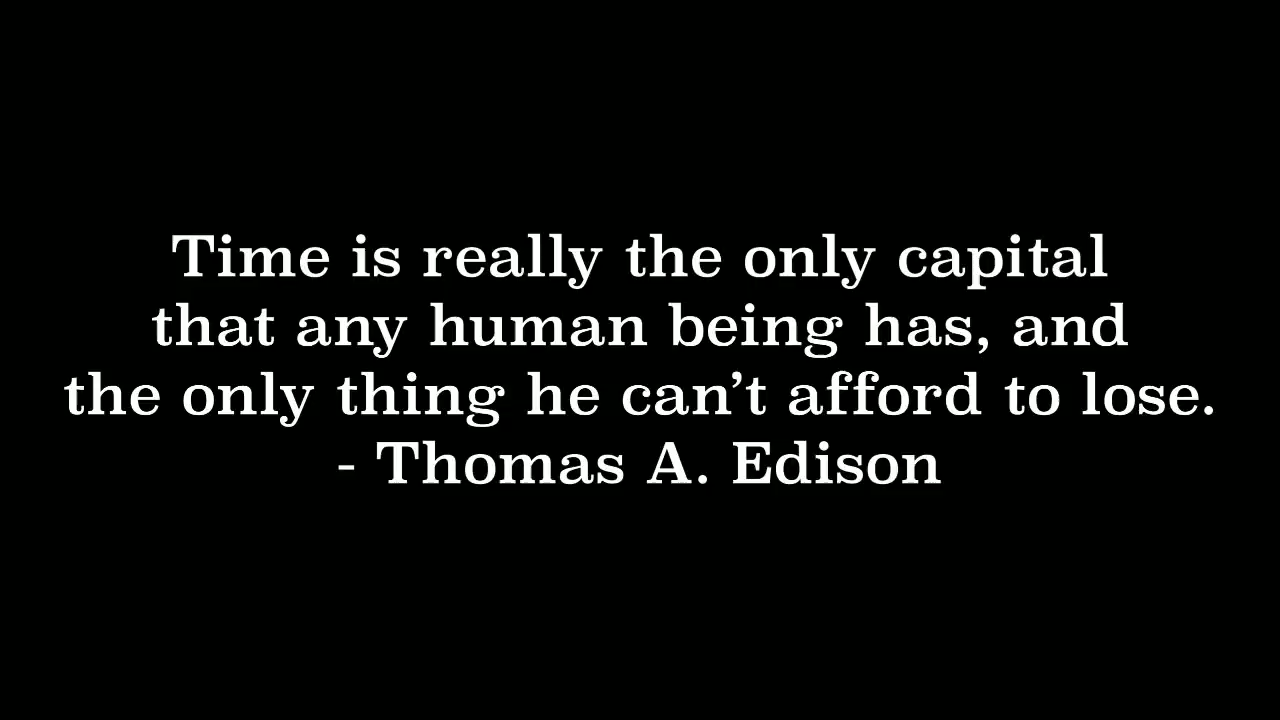 Time is really the only capital
that any human being has, and
the only thing he can’t afford to lose.
- Thomas A. Edison